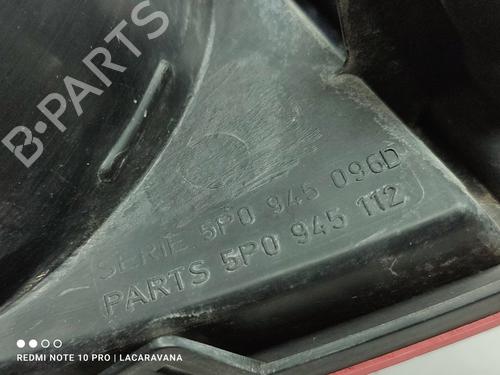 B-PARTS
SERIE 5P0 945 096D
PARTS 5P0 945 112
REDMI NOTE 10 PRO | LACARAVANA